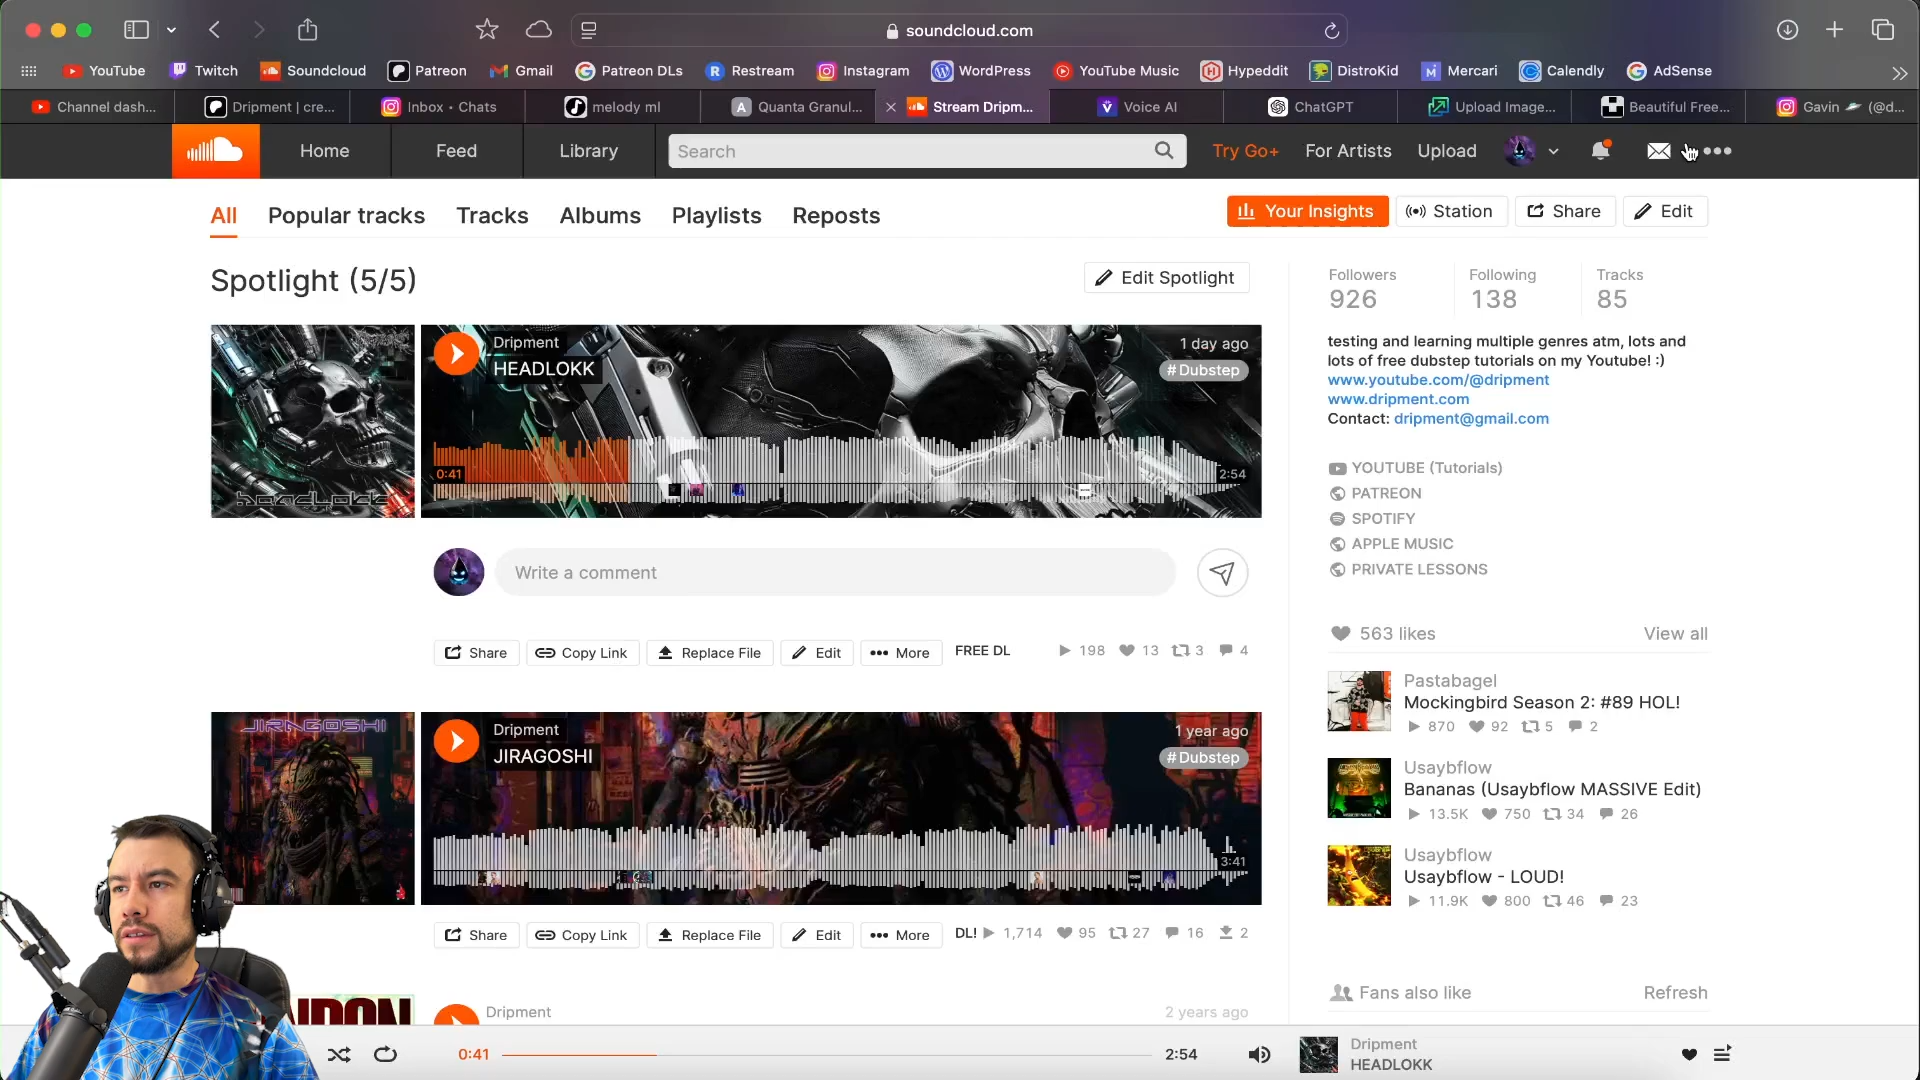 soundcloud.com
YouTube
Twitch
Soundcloud
Patreon
Gmail
Patreon DLs
Restream
Instagram
WordPress
YouTube Music
Hypeddit
DistroKid
Mercari
Calendly
AdSense
Channel dash...
Dripment | cre...
Inbox • Chats
melody ml
Quanta Granul...
Stream Dripm...
Voice AI
ChatGPT
Upload Image...
Beautiful Free...
Gavin 🛸 (@d...
Home
Feed
Library
Search
Try Go+
For Artists
Upload
All
Popular tracks
Tracks
Albums
Playlists
Reposts
Your Insights
Station
Share
Edit
Spotlight (5/5)
Edit Spotlight
Followers
926
Following
138
Tracks
85
Dripment
HEADLOKK
1 day ago
# Dubstep
0:41
2:54
headlokk
testing and learning multiple genres atm, lots and
lots of free dubstep tutorials on my Youtube! :)
www.youtube.com/@dripment
www.dripment.com
Contact: dripment@gmail.com
YOUTUBE (Tutorials)
PATREON
SPOTIFY
APPLE MUSIC
PRIVATE LESSONS
Write a comment
Share
Copy Link
Replace File
Edit
More
FREE DL
198
13
3
4
563 likes
View all
Pastabagel
Mockingbird Season 2: #89 HOL!
870
92
5
2
JIRAGOSHI
Dripment
JIRAGOSHI
1 year ago
# Dubstep
3:41
Usaybflow
Bananas (Usaybflow MASSIVE Edit)
13.5K
750
34
26
Usaybflow
Usaybflow - LOUD!
11.9K
800
46
23
Share
Copy Link
Replace File
Edit
More
DL!
1,714
95
27
16
2
Fans also like
Refresh
Dripment
2 years ago
0:41
2:54
Dripment
HEADLOKK